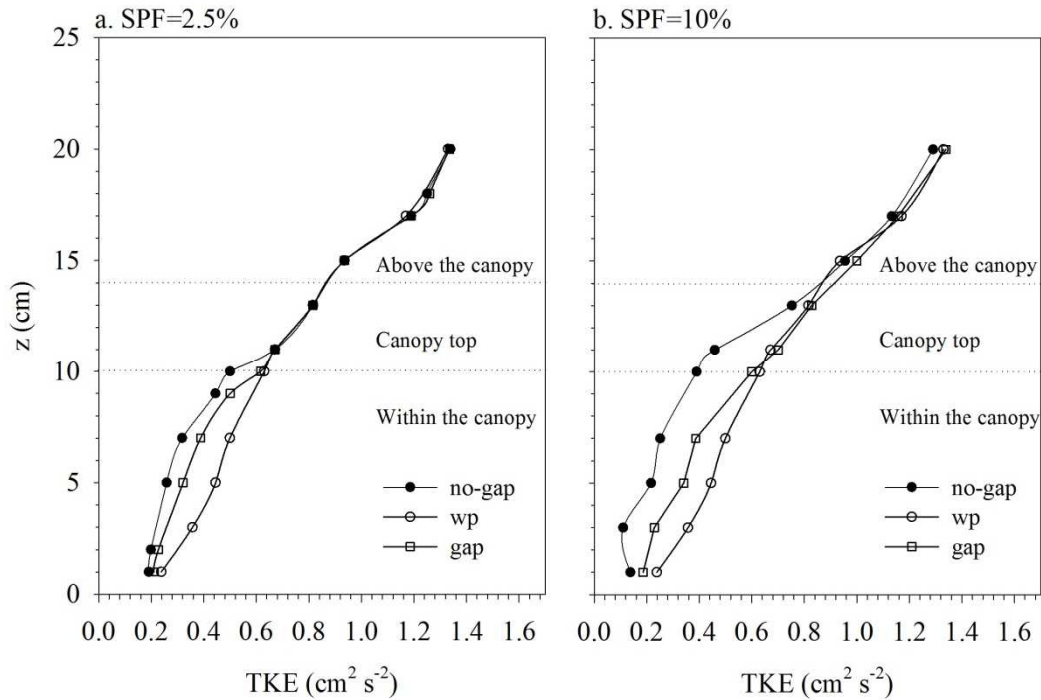 a. SPF=2.5%
b. SPF=10%
25
20
15
10
5
0
z (cm)
Above the canopy
Canopy top
Within the canopy
no-gap
wp
gap
0.0 0.2 0.4 0.6 0.8 1.0 1.2 1.4 1.6
TKE (cm² s⁻²)
Above the canopy
Canopy top
Within the canopy
no-gap
wp
gap
0.0 0.2 0.4 0.6 0.8 1.0 1.2 1.4 1.6
TKE (cm² s⁻²)